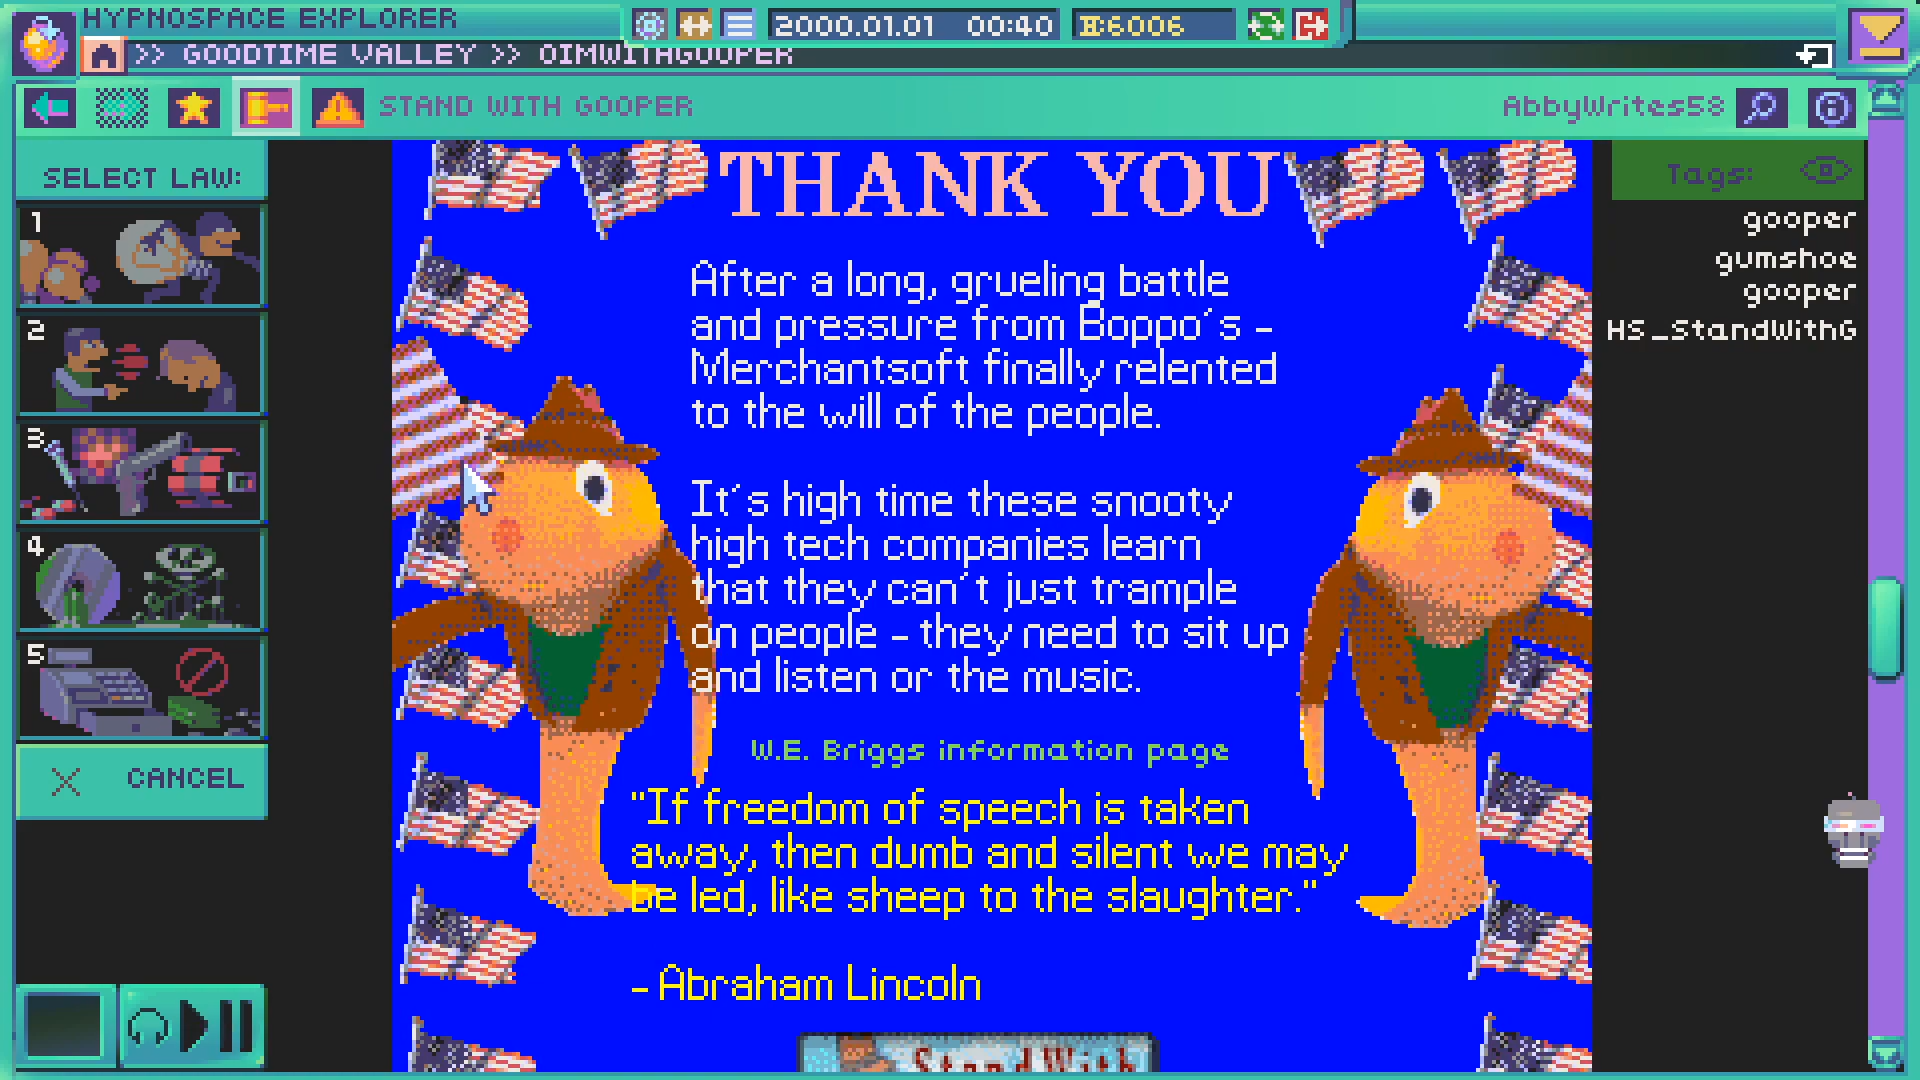 HYPNOSPACE EXPLORER
2000.01.01 00:40
6006
>> GOODTIME VALLEY >> OIMWITHGOOPER
STAND WITH GOOPER
AbbyWrites58
SELECT LAW:
1
2
3
4
5
CANCEL
THANK YOU
After a long, grueling battle
and pressure from Boppo's -
Merchantsoft finally relented
to the will of the people.
It's high time these snooty
high tech companies learn
that they can't just trample
on people - they need to sit up
and listen or the music.
W.E. Briggs information page
"If freedom of speech is taken
away, then dumb and silent we may
be led, like sheep to the slaughter."
- Abraham Lincoln
Stand With
Tags:
gooper
gumshoe
gooper
HS_StandWithG